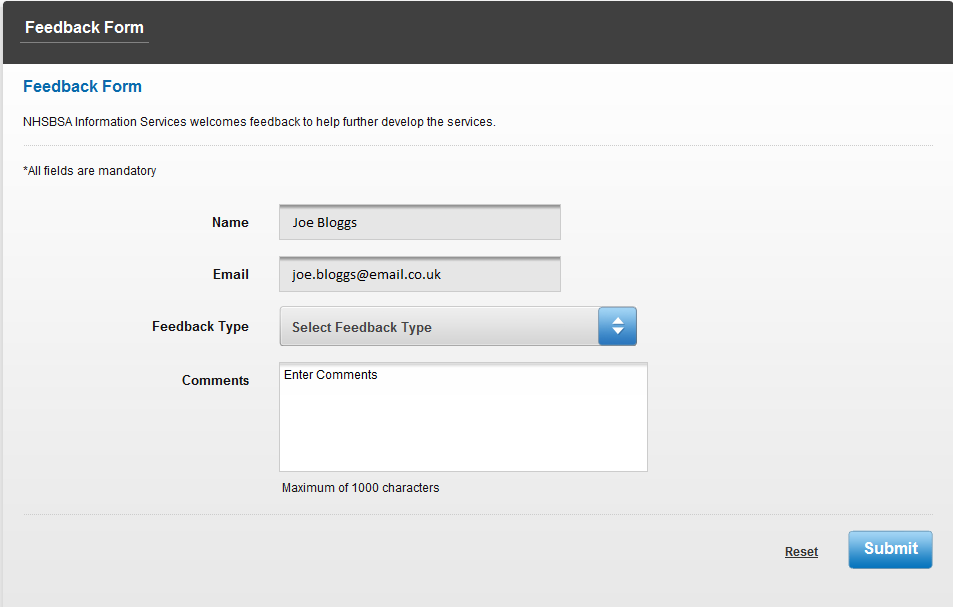 Feedback Form
Feedback Form
NHSBSA Information Services welcomes feedback to help further develop the services.
*All fields are mandatory
Name Joe Bloggs
Email joe.bloggs@email.co.uk
Feedback Type Select Feedback Type
Comments Enter Comments
Maximum of 1000 characters
Reset Submit